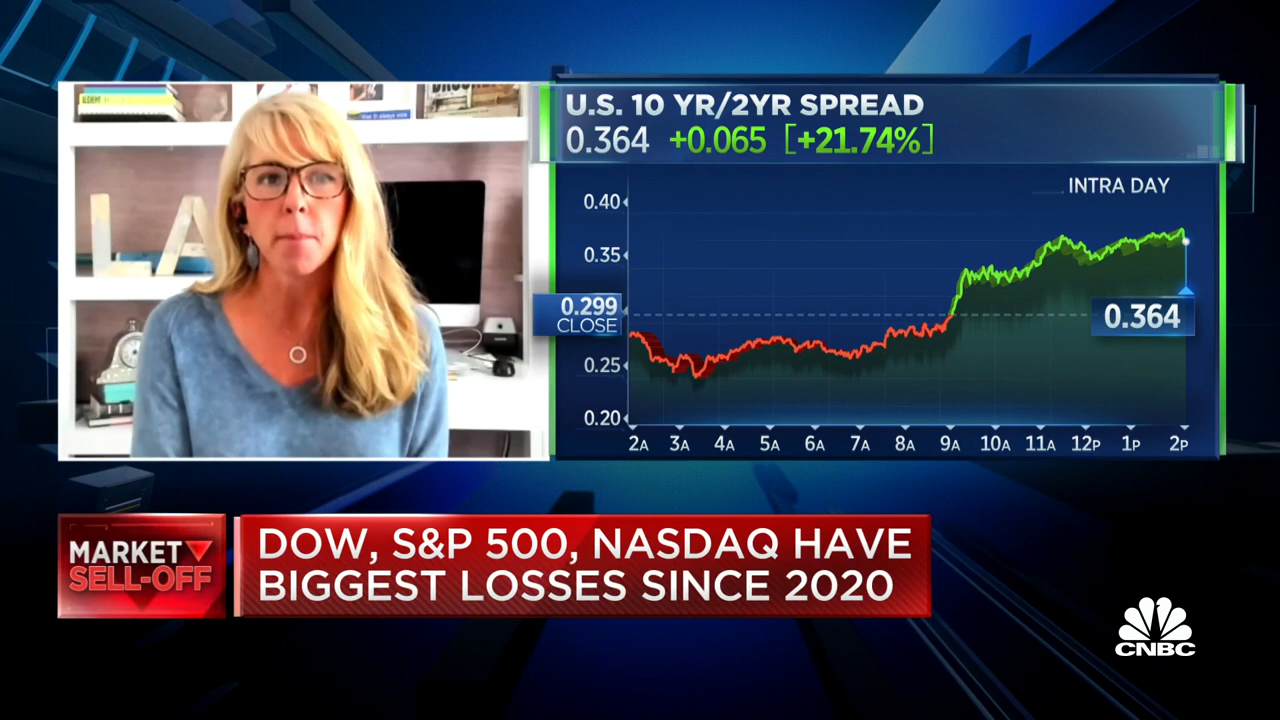 ALCHEMY
LA
U.S. 10 YR/2YR SPREAD
0.364 +0.065 [+21.74%]
INTRA DAY
0.40
0.35
0.299
CLOSE
0.25
0.20
0.364
2A 3A 4A 5A 6A 7A 8A 9A 10A 11A 12P 1P 2P
MARKET
SELL-OFF
DOW, S&P 500, NASDAQ HAVE
BIGGEST LOSSES SINCE 2020
CNBC